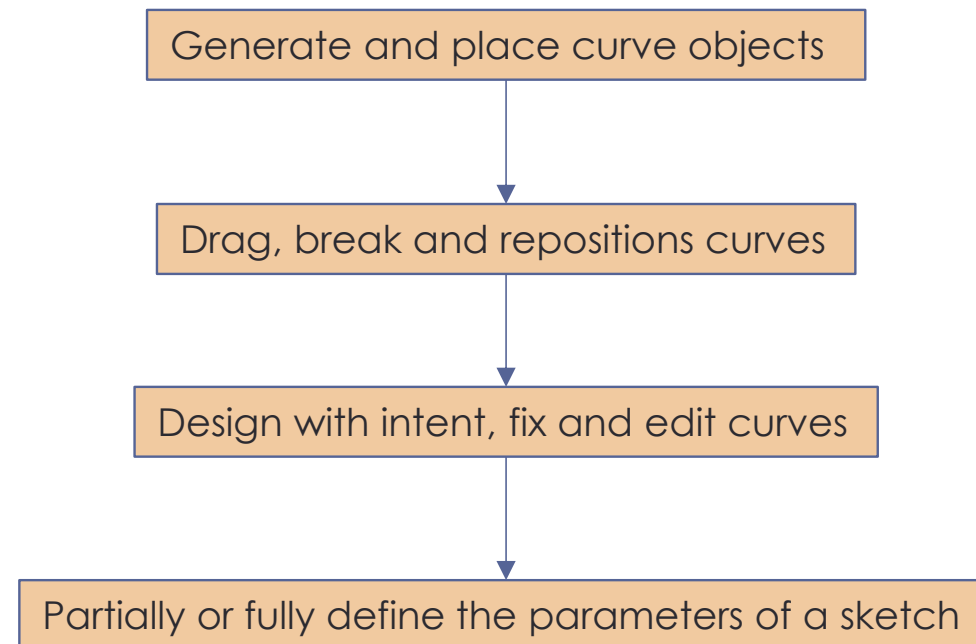 Generate and place curve objects
Drag, break and repositions curves
Design with intent, fix and edit curves
Partially or fully define the parameters of a sketch